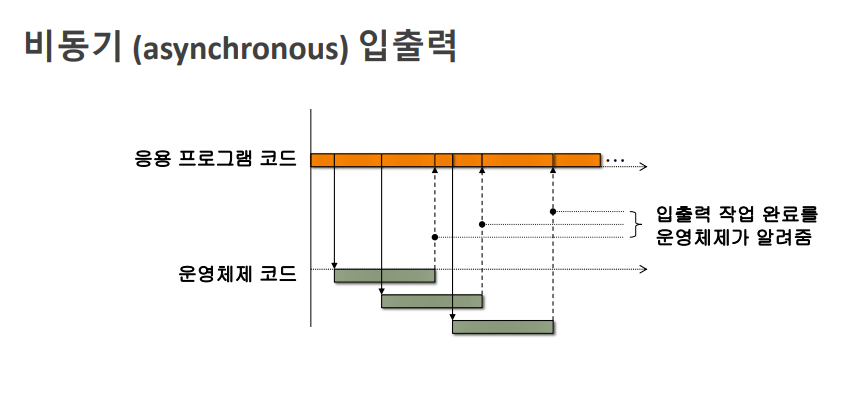 비동기 (asynchronous) 입출력
응용 프로그램 코드
...
입출력 작업 완료를
운영체제가 알려줌
운영체제 코드